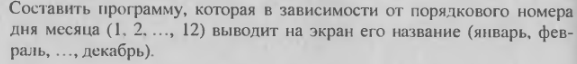 Составить программу, которая в зависимости от порядкового номера
дня месяца (1, 2, ..., 12) выводит на экран его название (январь, фев-
раль, ..., декабрь).